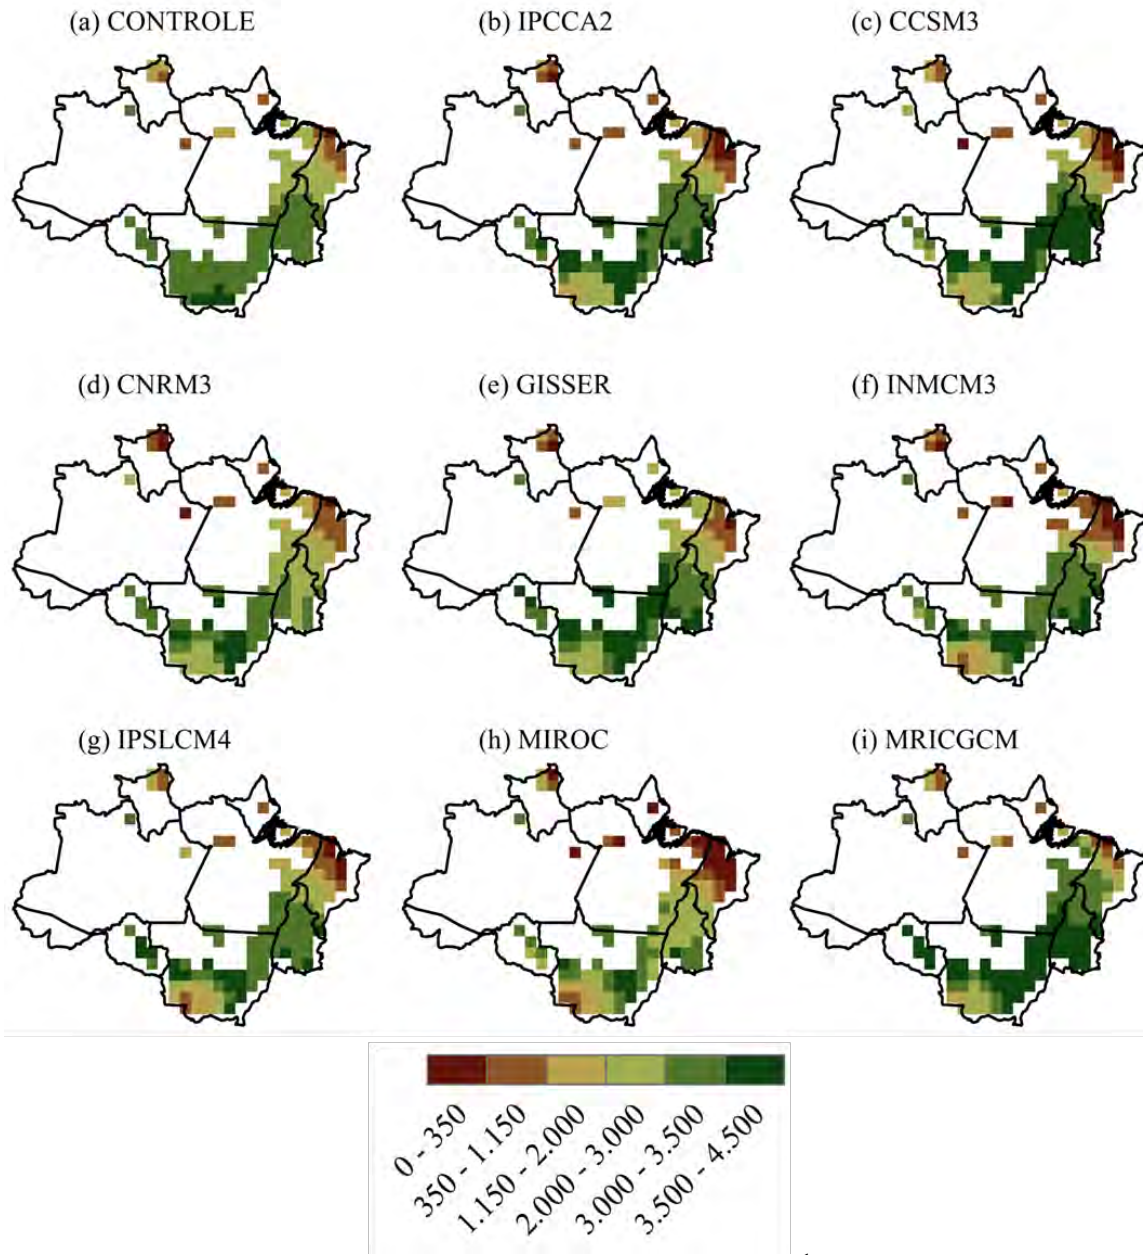 (a) CONTROLE
(b) IPCCA2
(c) CCSM3
(d) CNRM3
(e) GISSER
(f) INMCM3
(g) IPSLCM4
(h) MIROC
(i) MRICGCM
0 - 350
350 - 1.150
1.150 - 2.000
2.000 - 3.000
3.000 - 3.500
3.500 - 4.500